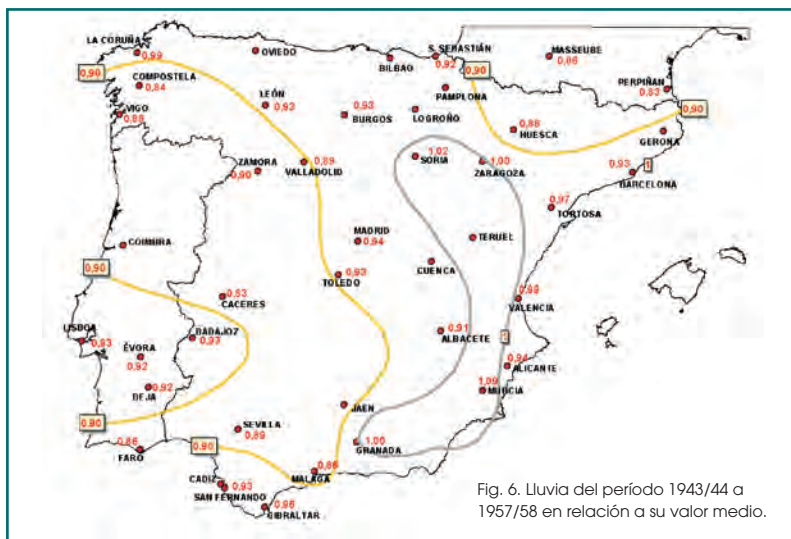 LA CORUÑA
0,99
OVIEDO
BILBAO
S. SEBASTIÁN
0,92
MASSEUBE
0,86
0,90
0,90
COMPOSTELA
0,84
LEÓN
0,93
0,93
BURGOS
PAMPLONA
LOGROÑO
PERPIÑAN
0,83
0,90
VIGO
0,88
0,88
HUESCA
GERONA
ZAMORA
0,90
0,89
VALLADOLID
1,02
SORIA
1,00
ZARAGOZA
0,93
1
BARCELONA
0,97
TORTOSA
COIMBRA
MADRID
0,94
TERUEL
0,90
0,93
TOLEDO
CUENCA
CACERES
0,99
VALENCIA
LISBOA
0,93
BADAJOZ
0,97
0,91
ALBACETE
ÉVORA
0,92
0,94
ALICANTE
0,92
BEJA
1,09
MURCIA
0,90
JAEN
SEVILLA
0,89
0,86
FARO
0,90
1,00
GRANADA
0,86
MALAGA
CADIZ
0,93
SAN FERNANDO
0,96
GIBRALTAR
Fig. 6. Lluvia del período 1943/44 a
1957/58 en relación a su valor medio.